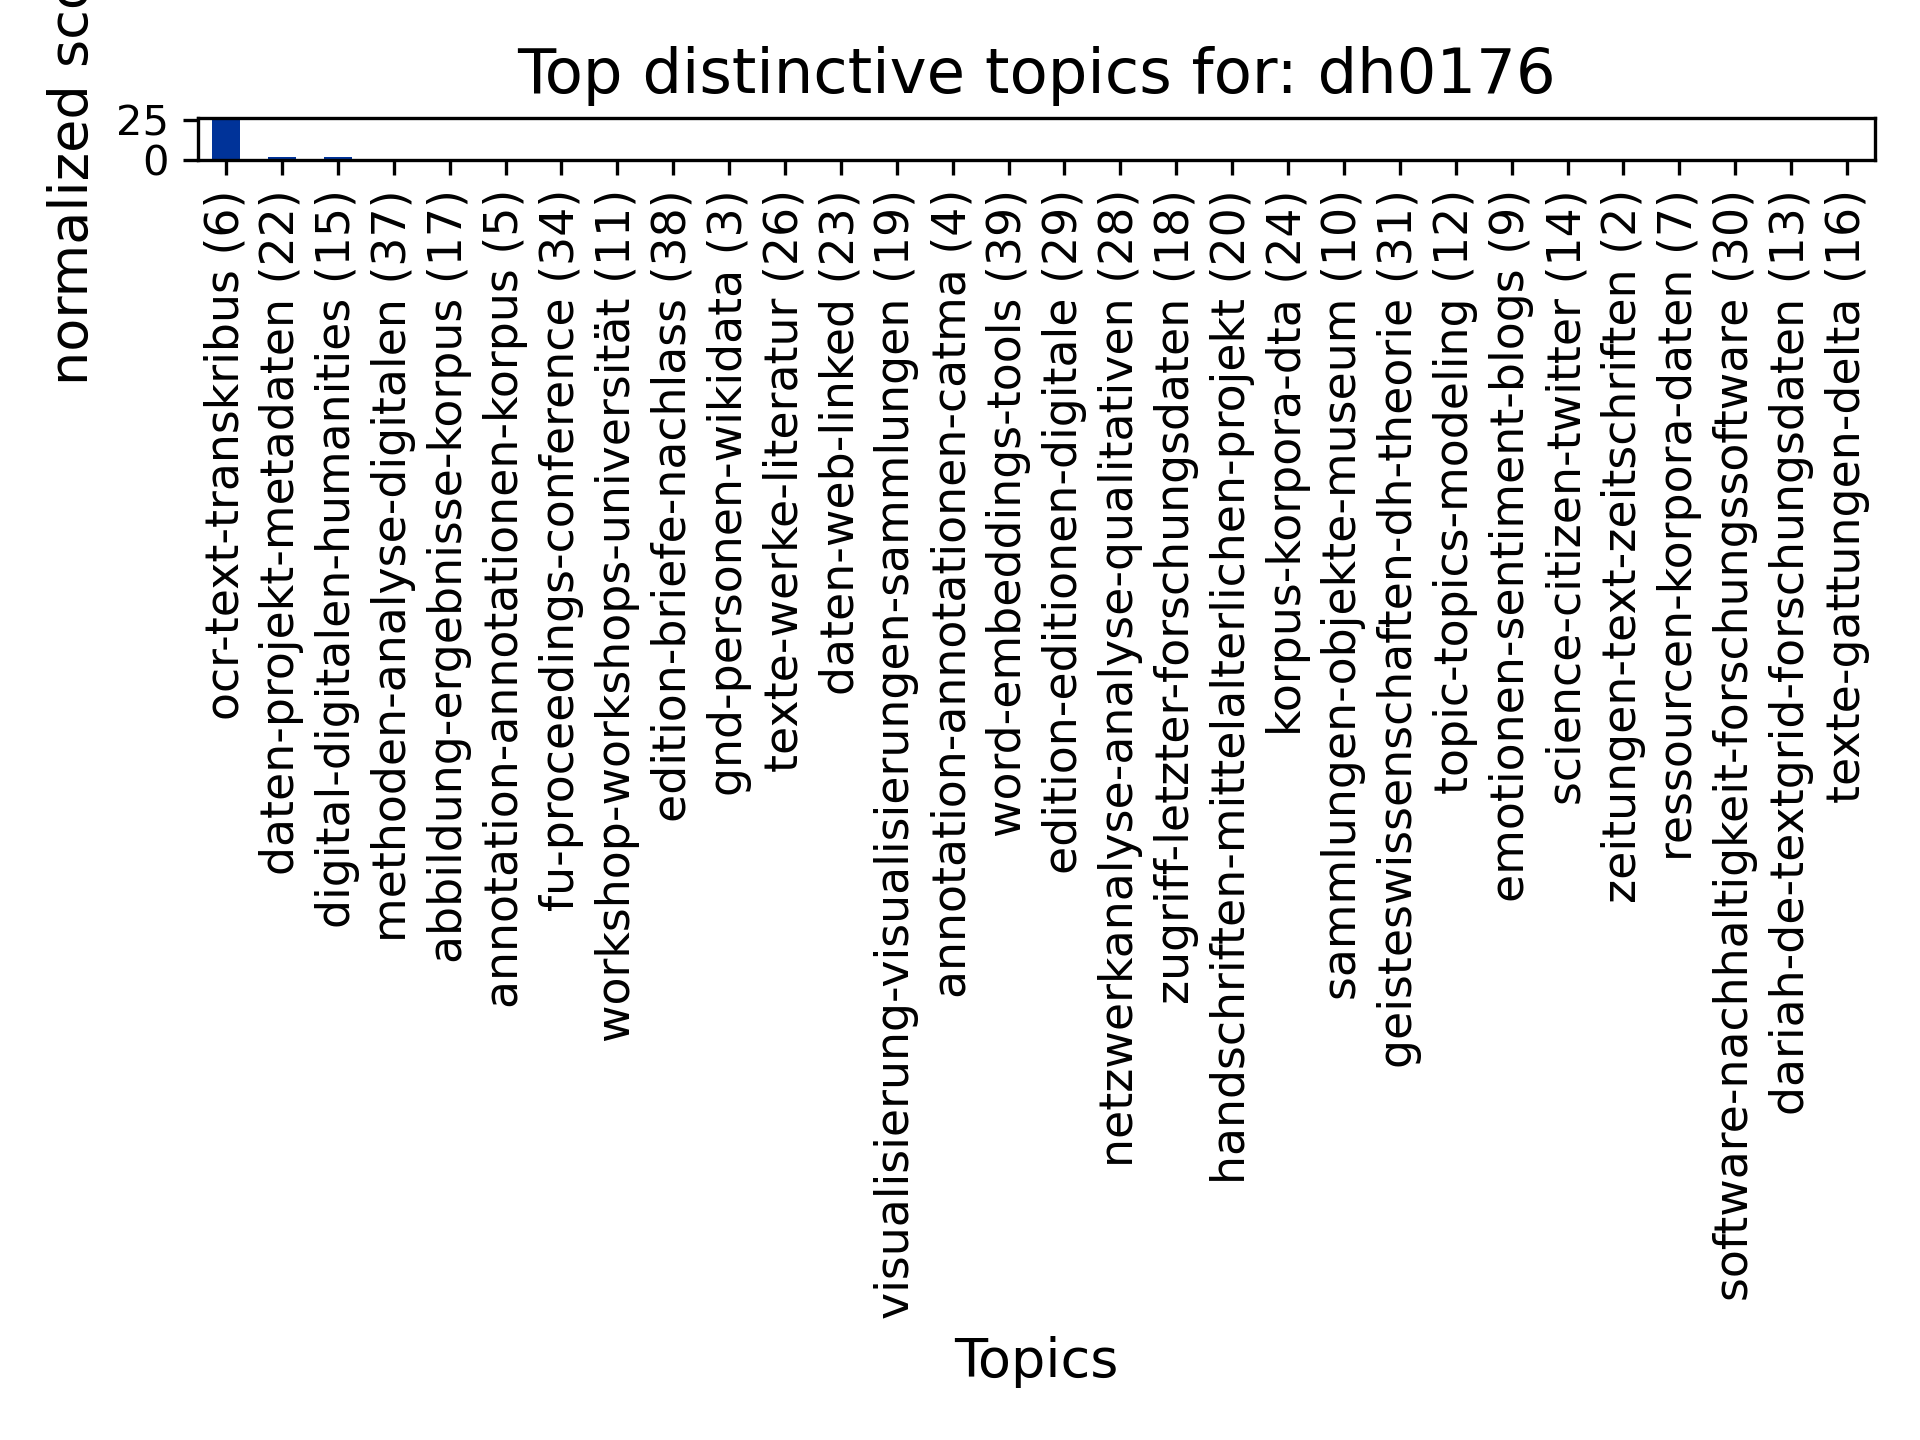 Top distinctive topics for: dh0176
normalized sco
25
0
ocr-text-transkribus (6)
daten-projekt-metadaten (22)
digital-digitalen-humanities (15)
methoden-analyse-digitalen (37)
abbildung-ergebnisse-korpus (17)
annotation-annotationen-korpus (5)
fu-proceedings-conference (34)
workshop-workshops-universität (11)
edition-briefe-nachlass (38)
gnd-personen-wikidata (3)
texte-werke-literatur (26)
daten-web-linked (23)
visualisierung-visualisierungen-sammlungen (19)
annotation-annotationen-catma (4)
word-embeddings-tools (39)
edition-editionen-digitale (29)
netzwerkanalyse-analyse-qualitativen (28)
zugriff-letzter-forschungsdaten (18)
handschriften-mittelalterlichen-projekt (20)
korpus-korpora-dta (24)
sammlungen-objekte-museum (10)
geisteswissenschaften-dh-theorie (31)
topic-topics-modeling (12)
emotionen-sentiment-blogs (9)
science-citizen-twitter (14)
zeitungen-text-zeitschriften (2)
ressourcen-korpora-daten (7)
software-nachhaltigkeit-forschungssoftware (30)
dariah-de-textgrid-forschungsdaten (13)
texte-gattungen-delta (16)
Topics